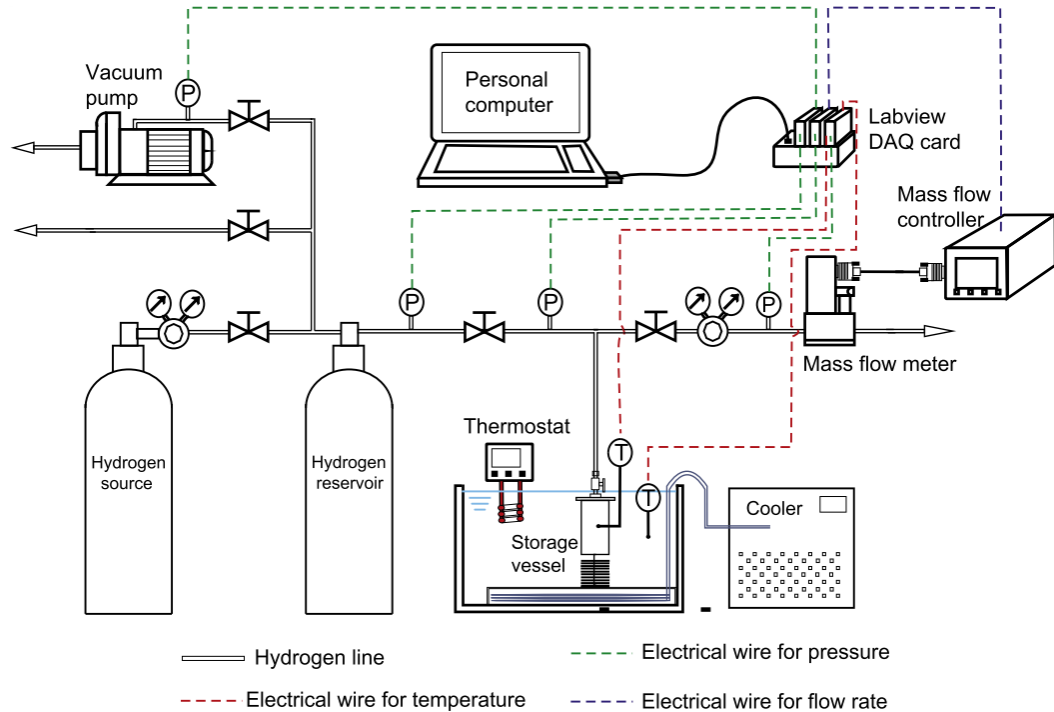 Vacuum
pump
P
Personal
computer
Labview
DAQ card
Mass flow
controller
P
P
P
Mass flow meter
Hydrogen
source
Hydrogen
reservoir
Thermostat
T
T
Storage
vessel
Cooler
Hydrogen line
Electrical wire for pressure
Electrical wire for temperature
Electrical wire for flow rate